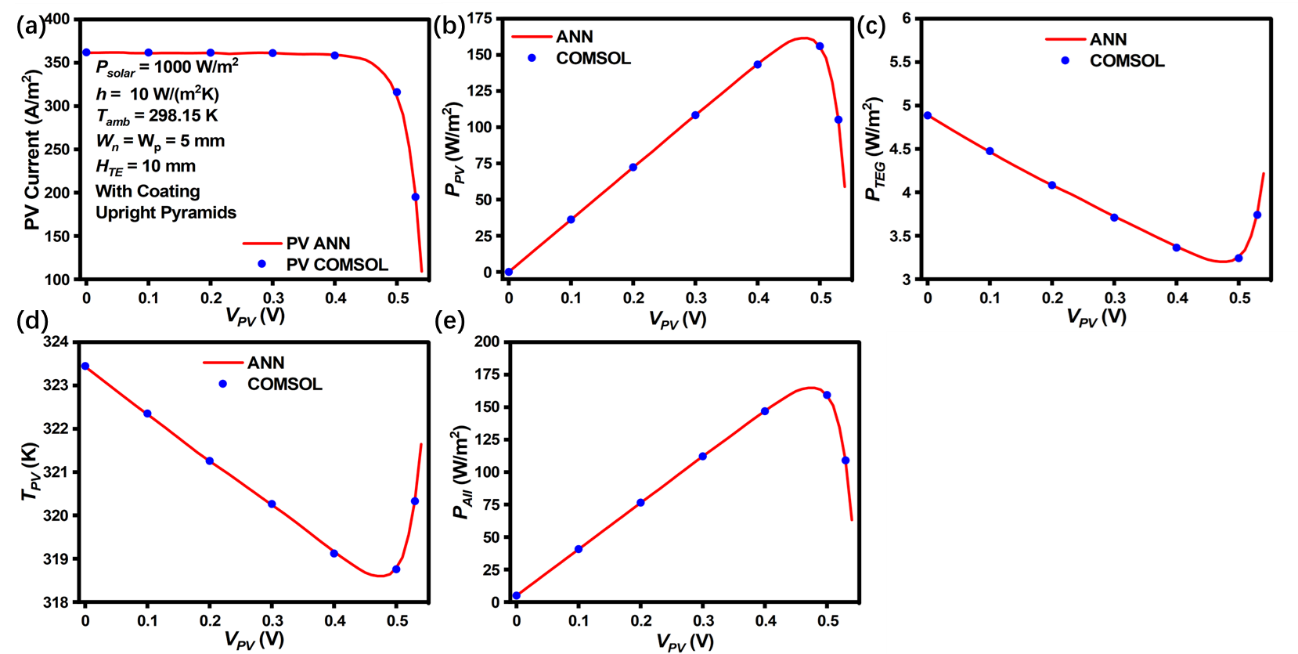 (a)
400
350
300
250
200
150
100
PV Current (A/m²)
P_solar = 1000 W/m²
h = 10 W/(m²K)
T_amb = 298.15 K
W_n = W_p = 5 mm
H_TE = 10 mm
With Coating
Upright Pyramids
PV ANN
PV COMSOL
0 0.1 0.2 0.3 0.4 0.5
V_PV (V)
(b)
175
150
125
100
75
50
25
0
P_PV (W/m²)
ANN
COMSOL
0 0.1 0.2 0.3 0.4 0.5
V_PV (V)
(c)
6
5.5
5
4.5
4
3.5
3
P_TEG (W/m²)
ANN
COMSOL
0 0.1 0.2 0.3 0.4 0.5
V_PV (V)
(d)
324
323
322
321
320
319
318
T_PV (K)
ANN
COMSOL
0 0.1 0.2 0.3 0.4 0.5
V_PV (V)
(e)
200
175
150
125
100
75
50
25
0
P_All (W/m²)
ANN
COMSOL
0 0.1 0.2 0.3 0.4 0.5
V_PV (V)